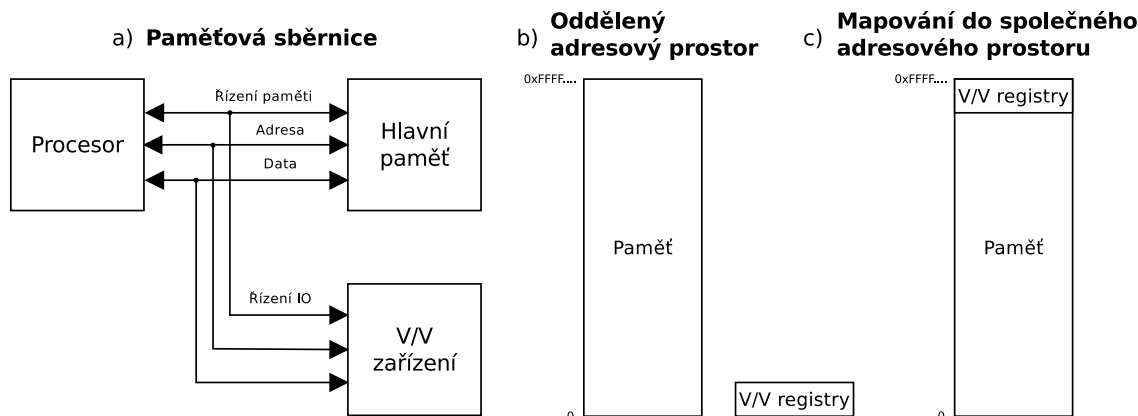 a) Paměťová sběrnice
Procesor
Řízení paměti
Adresa
Data
Hlavní
paměť
Řízení IO
V/V
zařízení
b) Oddělený
adresový prostor
0xFFFF....
Paměť
0
V/V registry
c) Mapování do společného
adresového prostoru
0xFFFF....
V/V registry
Paměť
0